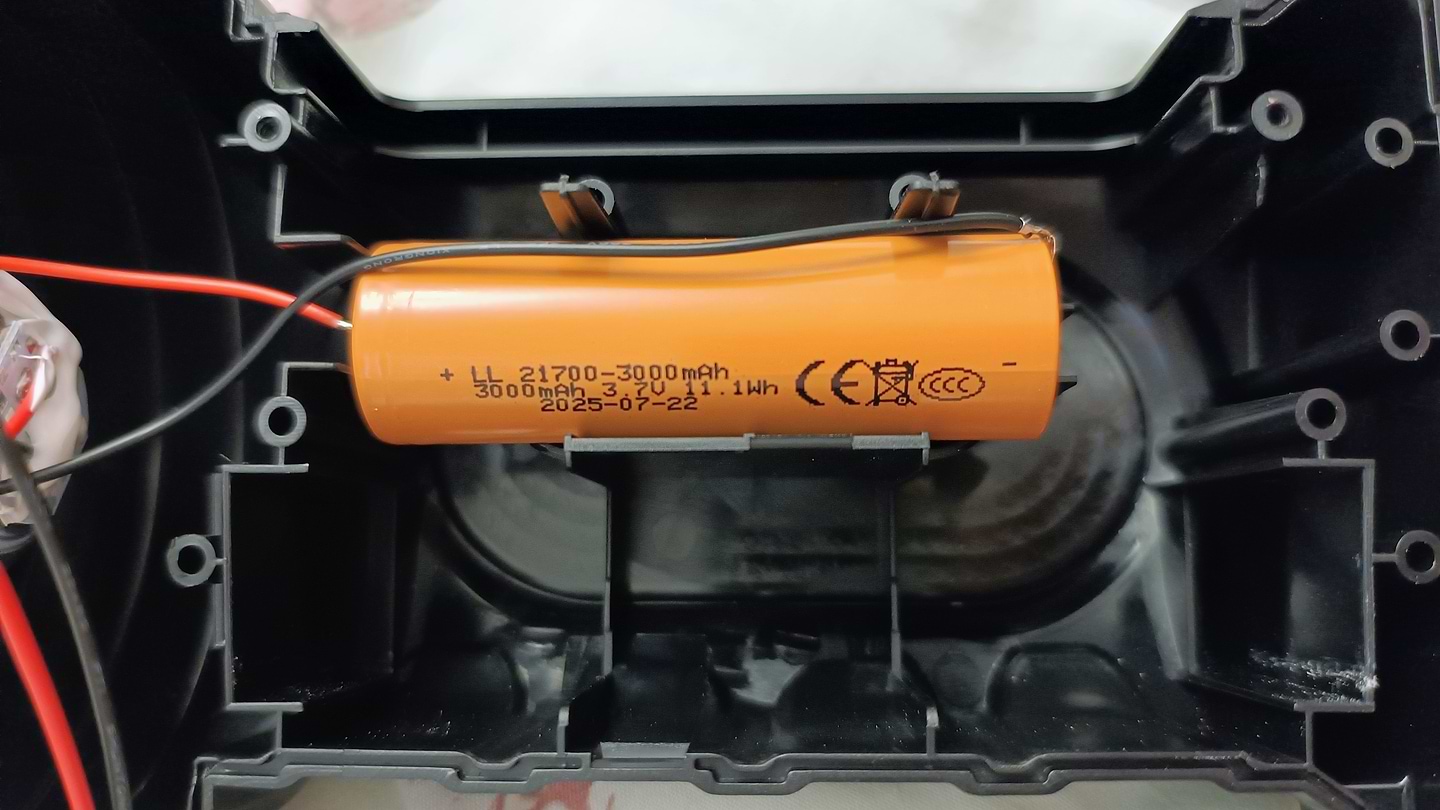 + LL 21700-3000mAh -
3000mAh 3.7V 11.1Wh CE CCC
2025-07-22